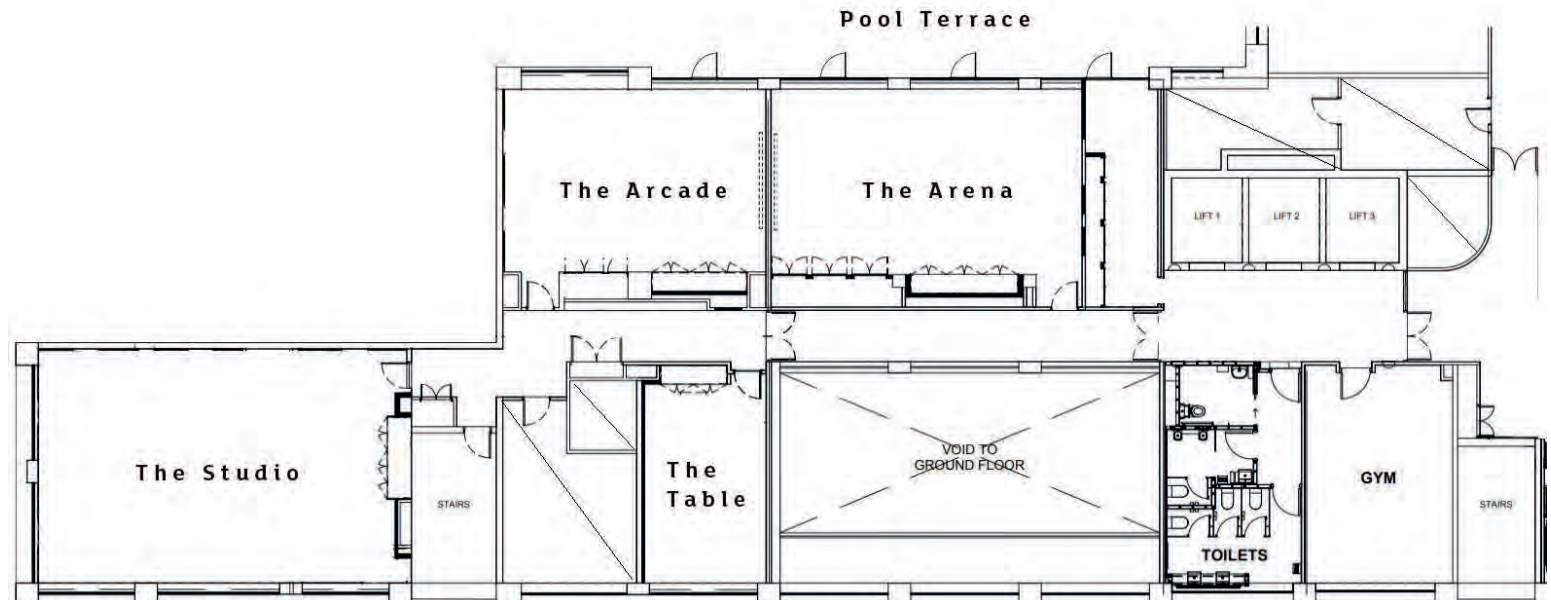 Pool Terrace
The Arcade
The Arena
LIFT 1
LIFT 2
LIFT 3
The Studio
STAIRS
The
Table
VOID TO
GROUND FLOOR
TOILETS
GYM
STAIRS